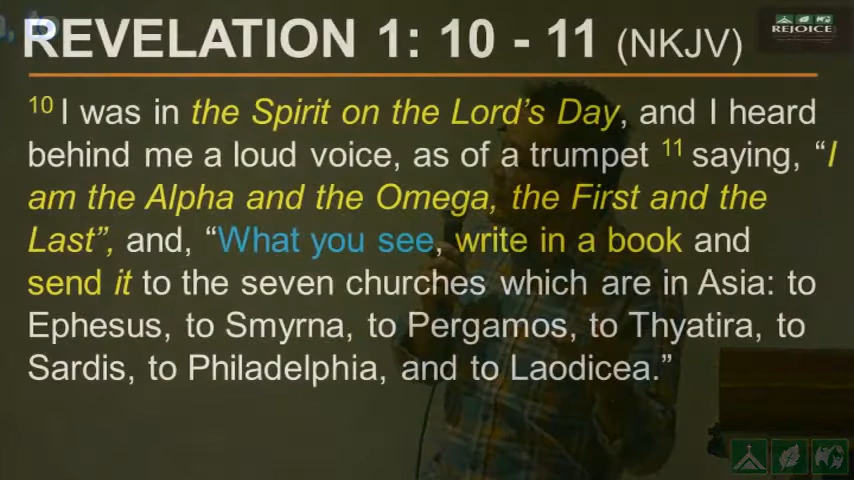 REVELATION 1: 10 - 11 (NKJV)
REJOICE
10 I was in the Spirit on the Lord's Day, and I heard
behind me a loud voice, as of a trumpet 11 saying, “I
am the Alpha and the Omega, the First and the
Last”, and, “What you see, write in a book and
send it to the seven churches which are in Asia: to
Ephesus, to Smyrna, to Pergamos, to Thyatira, to
Sardis, to Philadelphia, and to Laodicea.”